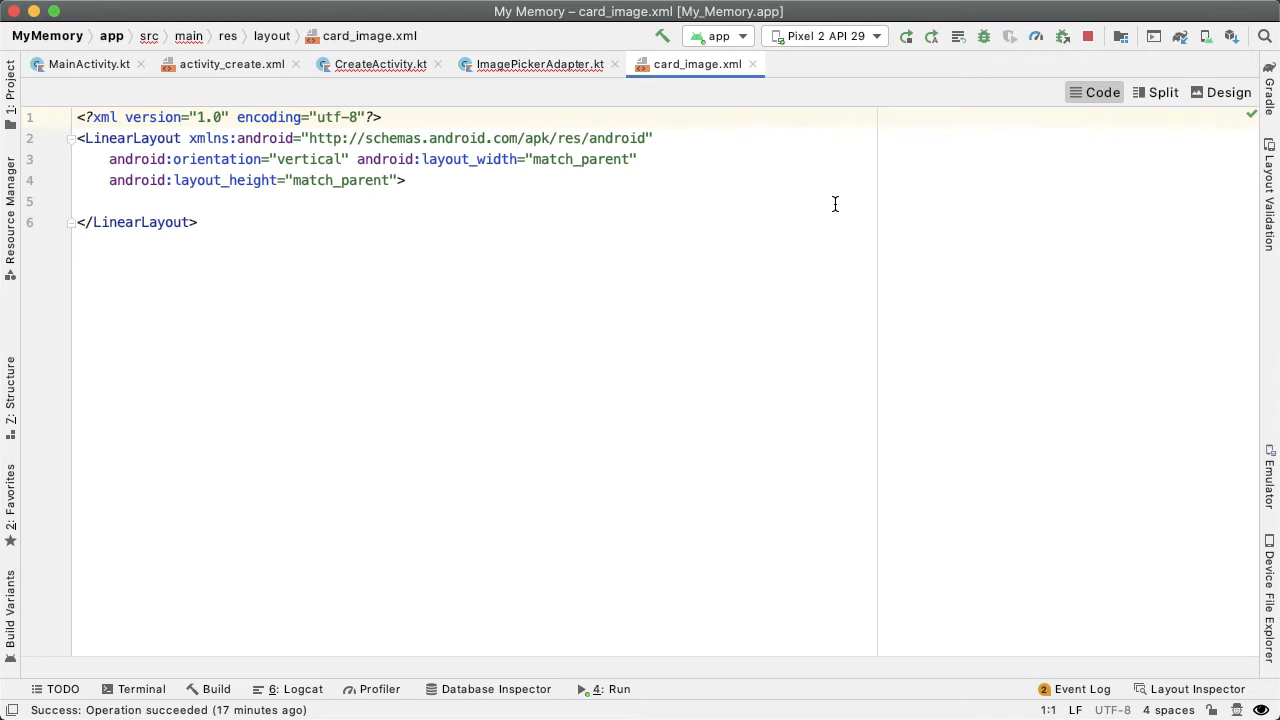 My Memory – card_image.xml [My_Memory.app]
MyMemory app src main res layout card_image.xml app Pixel 2 API 29
MainActivity.kt activity_create.xml CreateActivity.kt ImagePickerAdapter.kt card_image.xml
Code Split Design
1 <?xml version="1.0" encoding="utf-8"?>
2 <LinearLayout xmlns:android="http://schemas.android.com/apk/res/android"
3 android:orientation="vertical" android:layout_width="match_parent"
4 android:layout_height="match_parent">
5
6 </LinearLayout>
1: Project
Resource Manager
Z: Structure
2: Favorites
Build Variants
Gradle
Layout Validation
Emulator
Device File Explorer
TODO Terminal Build 6: Logcat Profiler Database Inspector 4: Run 2 Event Log Layout Inspector
Success: Operation succeeded (17 minutes ago) 1:1 LF UTF-8 4 spaces